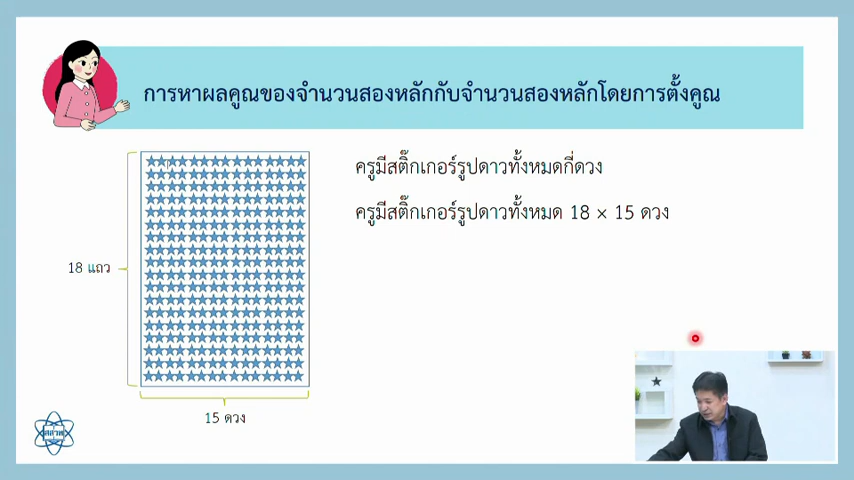 การหาผลคูณของจำนวนสองหลักกับจำนวนสองหลักโดยการตั้งคูณ
ครูมีสติ๊กเกอร์รูปดาวทั้งหมดกี่ดวง
ครูมีสติ๊กเกอร์รูปดาวทั้งหมด 18 × 15 ดวง
18 แถว
15 ดวง
สสวท